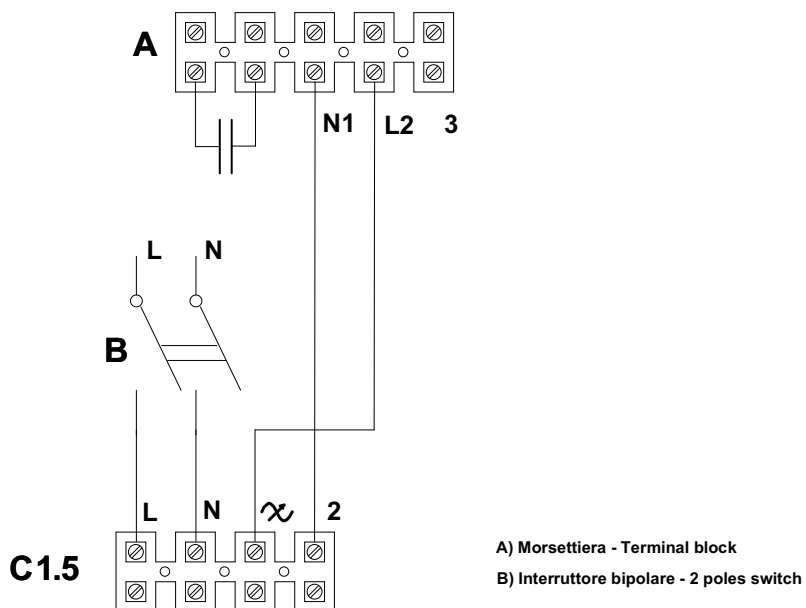 A
N1 L2 3
L N
B
L N 2
C1.5
A) Morsettiera - Terminal block
B) Interruttore bipolare - 2 poles switch